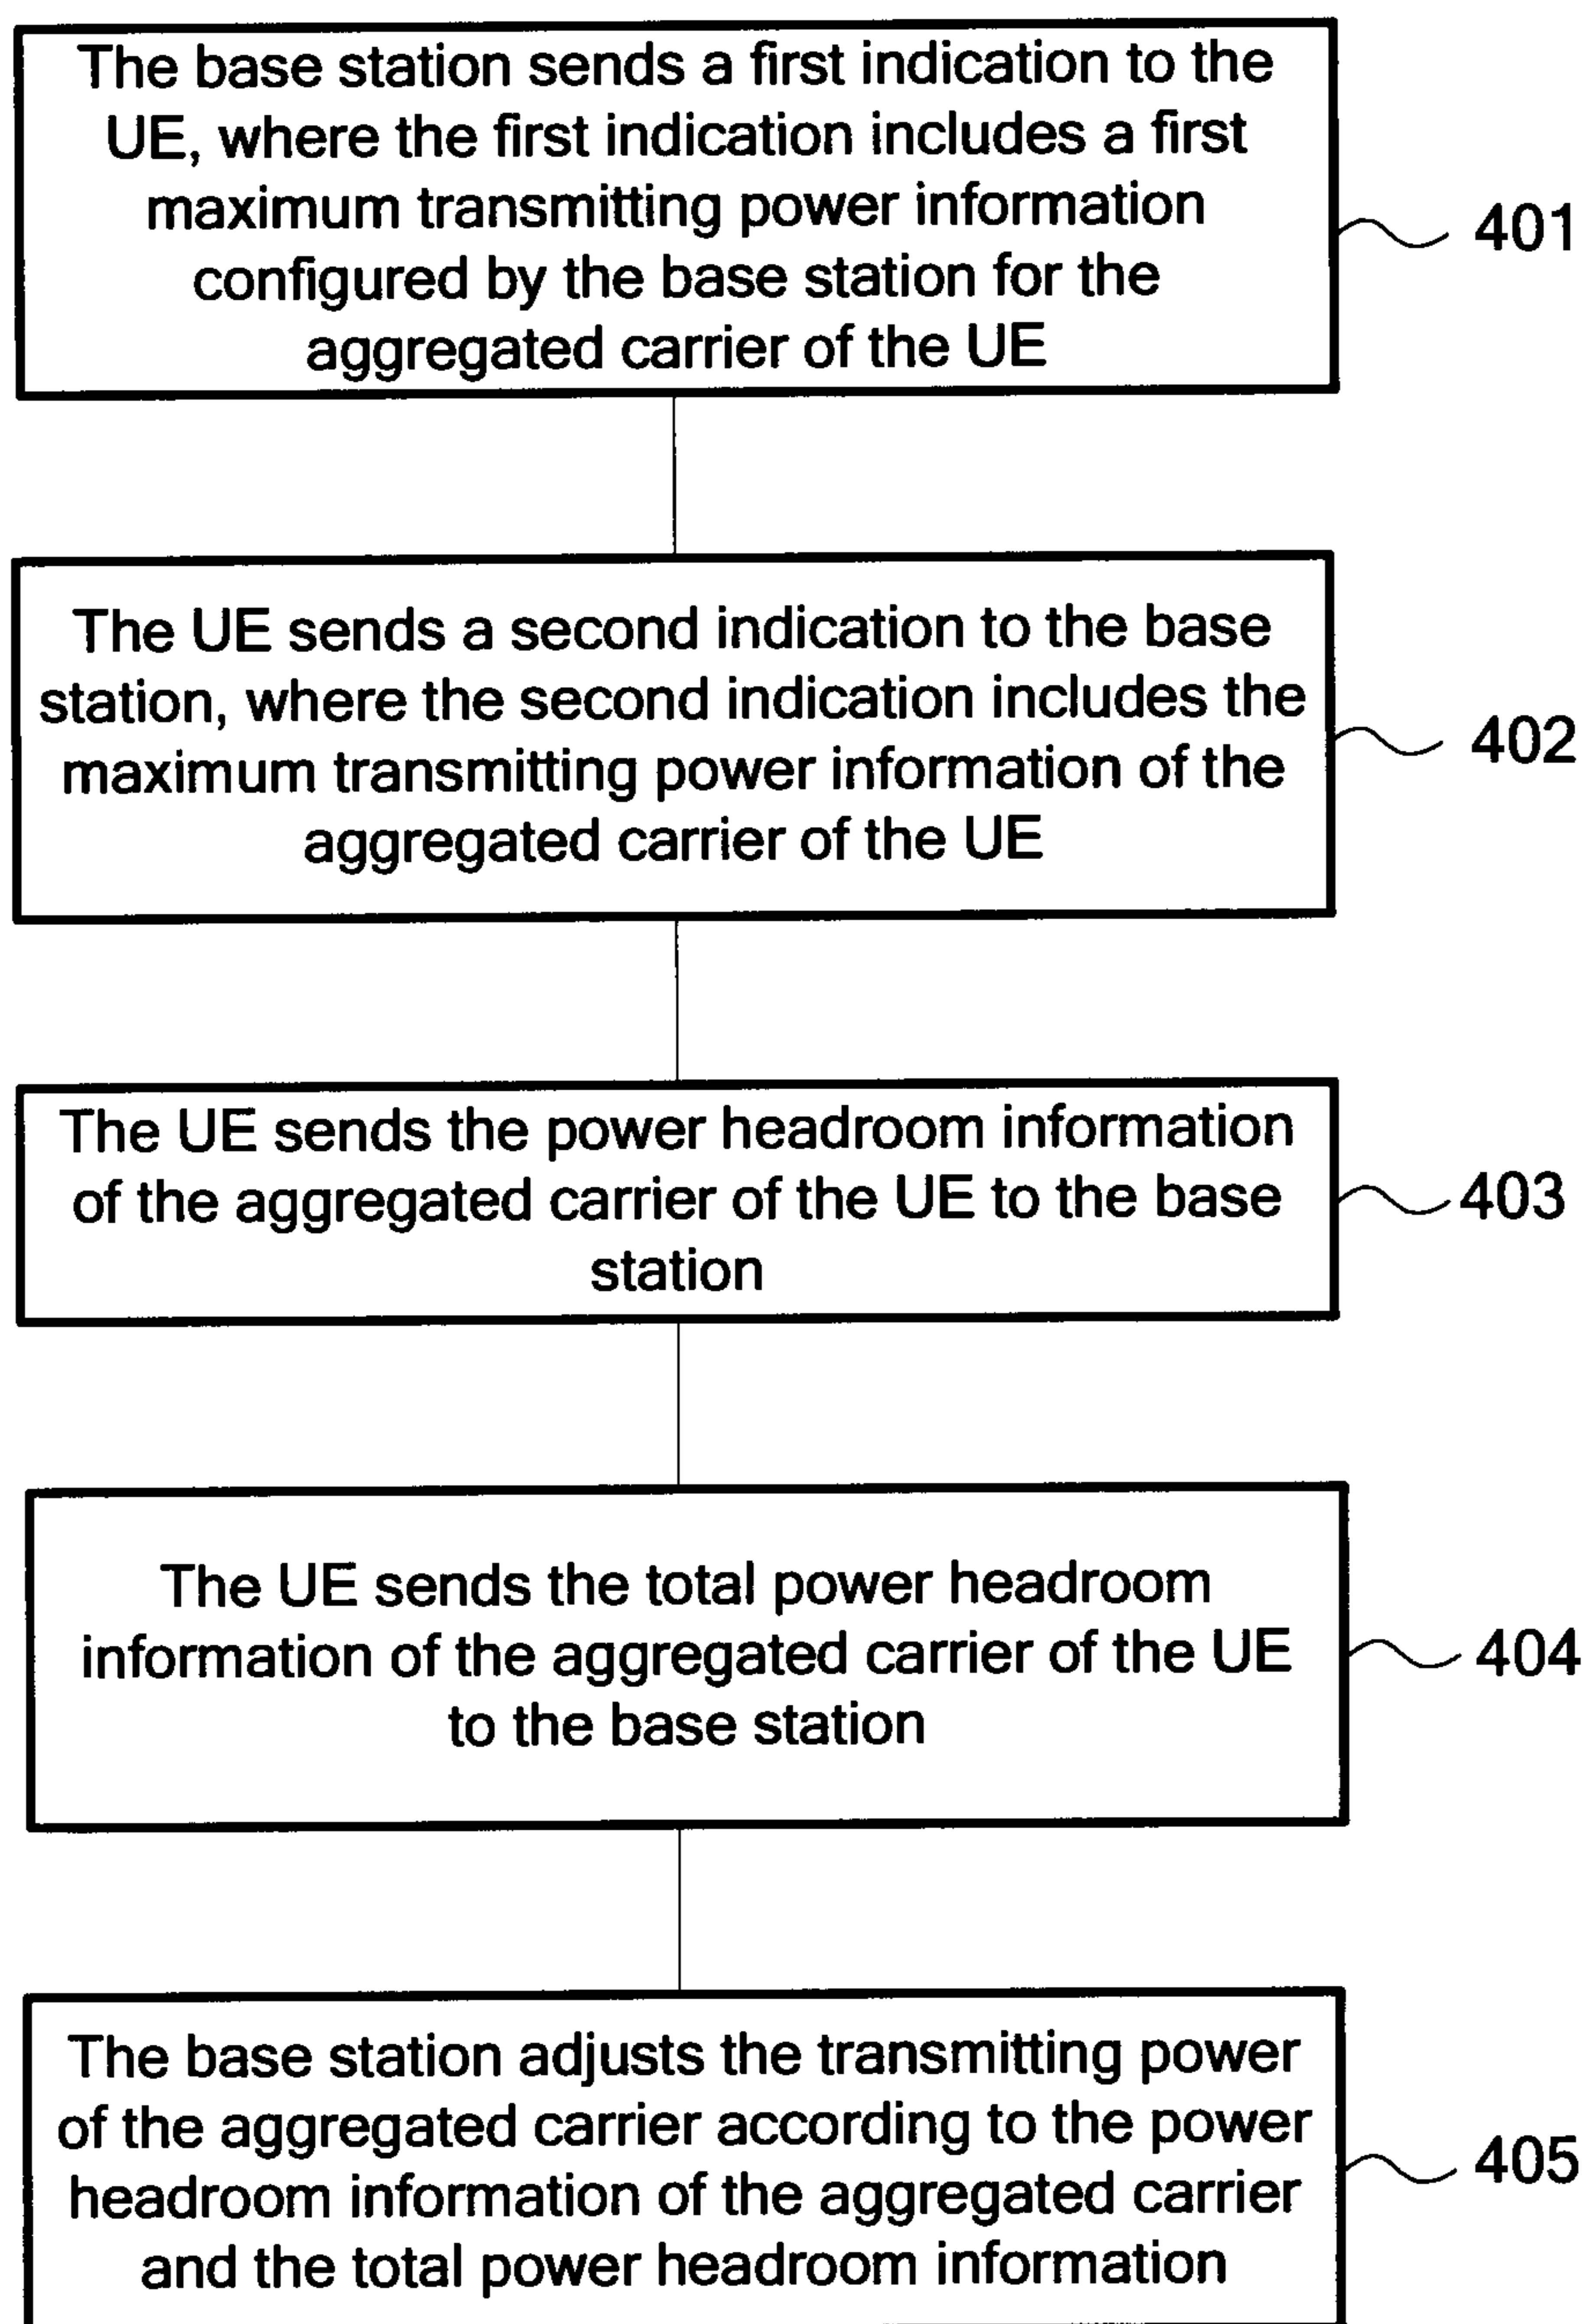 The base station sends a first indication to the
UE, where the first indication includes a first
maximum transmitting power information
configured by the base station for the
aggregated carrier of the UE
401
The UE sends a second indication to the base
station, where the second indication includes the
maximum transmitting power information of the
aggregated carrier of the UE
402
The UE sends the power headroom information
of the aggregated carrier of the UE to the base
station
403
The UE sends the total power headroom
information of the aggregated carrier of the UE
to the base station
404
The base station adjusts the transmitting power
of the aggregated carrier according to the power
headroom information of the aggregated carrier
and the total power headroom information
405